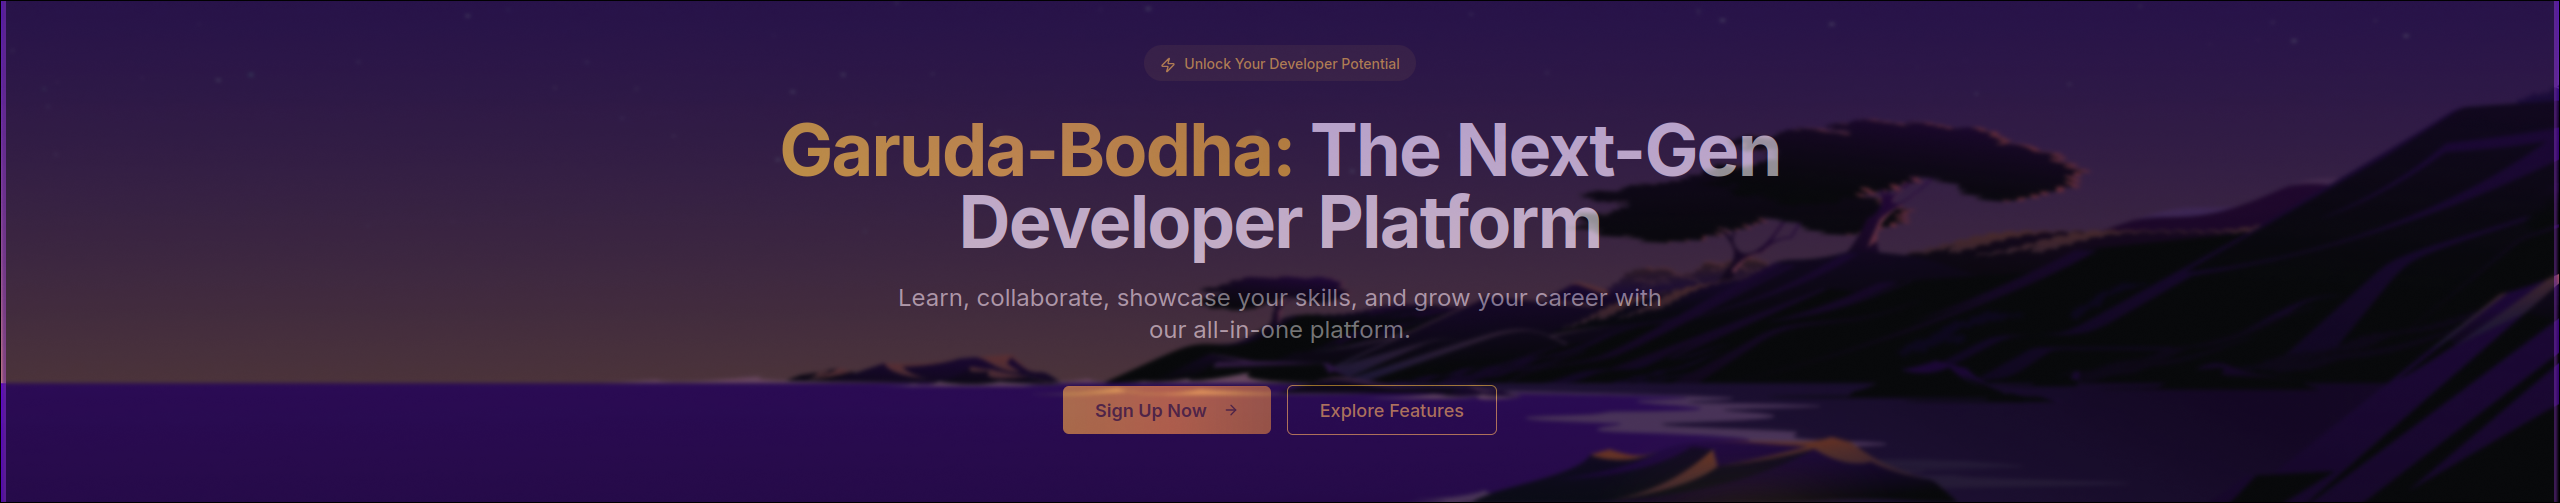 Unlock Your Developer Potential
Garuda-Bodha: The Next-Gen
Developer Platform
Learn, collaborate, showcase your skills, and grow your career with
our all-in-one platform.
Sign Up Now →
Explore Features